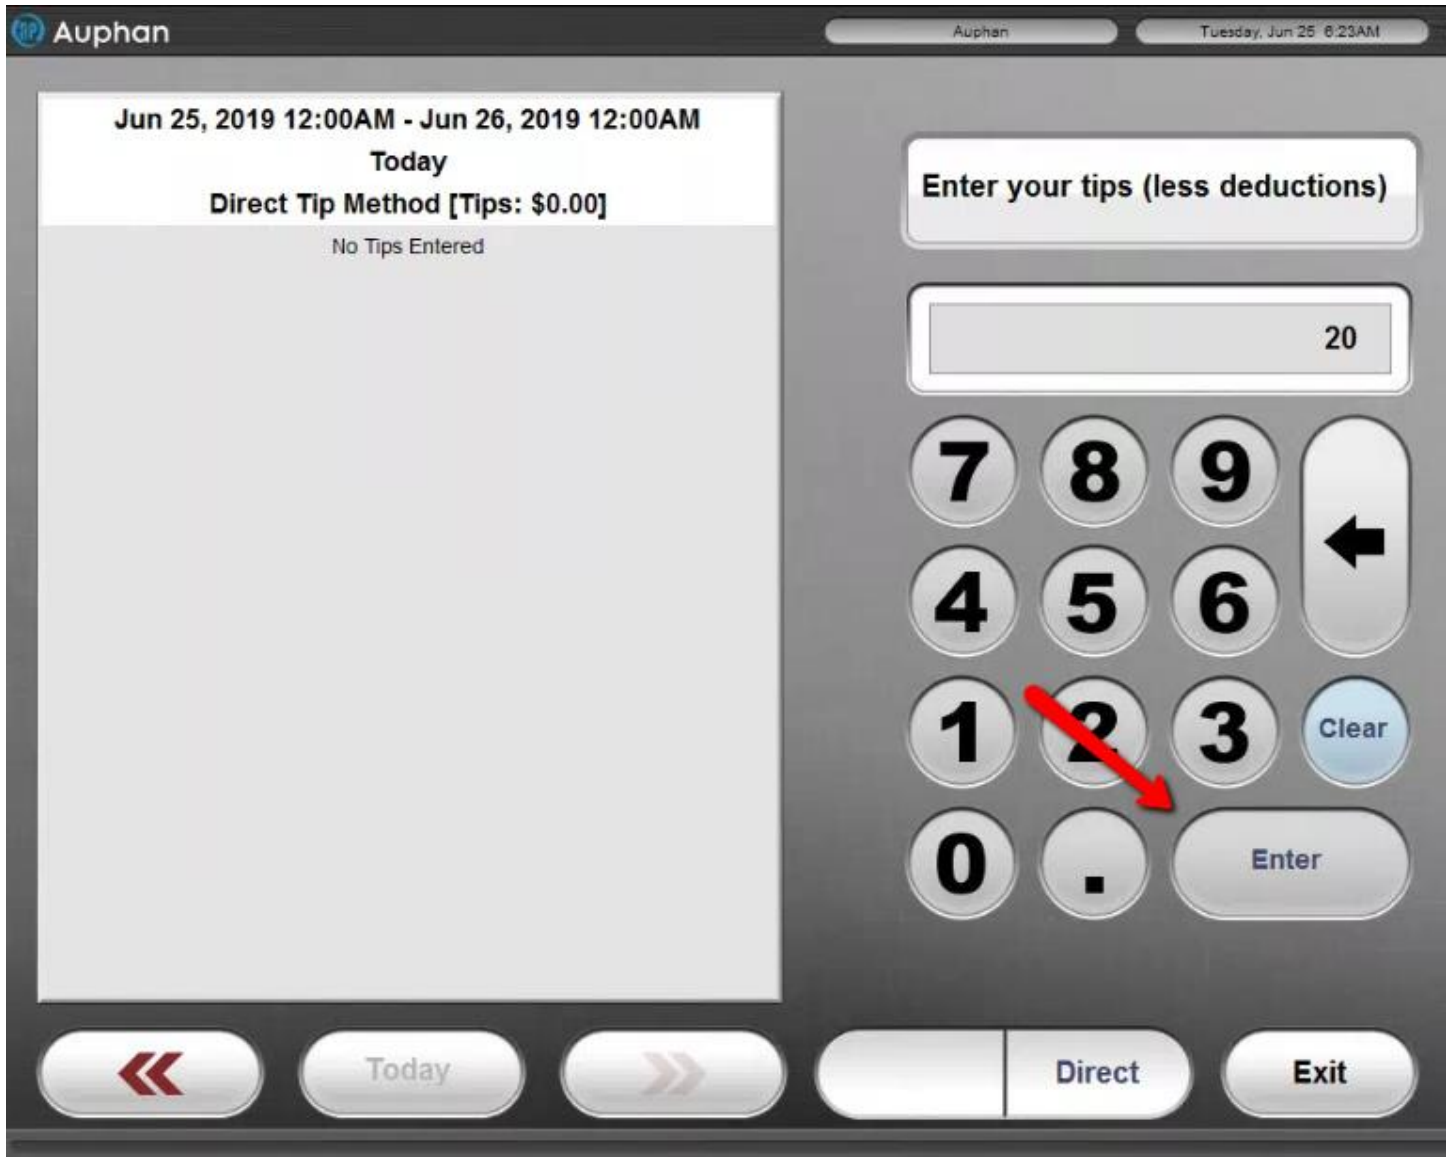 Auphan
Auphan
Tuesday, Jun 25 6:23AM
Jun 25, 2019 12:00AM - Jun 26, 2019 12:00AM
Today
Direct Tip Method [Tips: $0.00]
No Tips Entered
Enter your tips (less deductions)
20
7 8 9
4 5 6
1 2 3 Clear
0 . Enter
Today
Direct
Exit